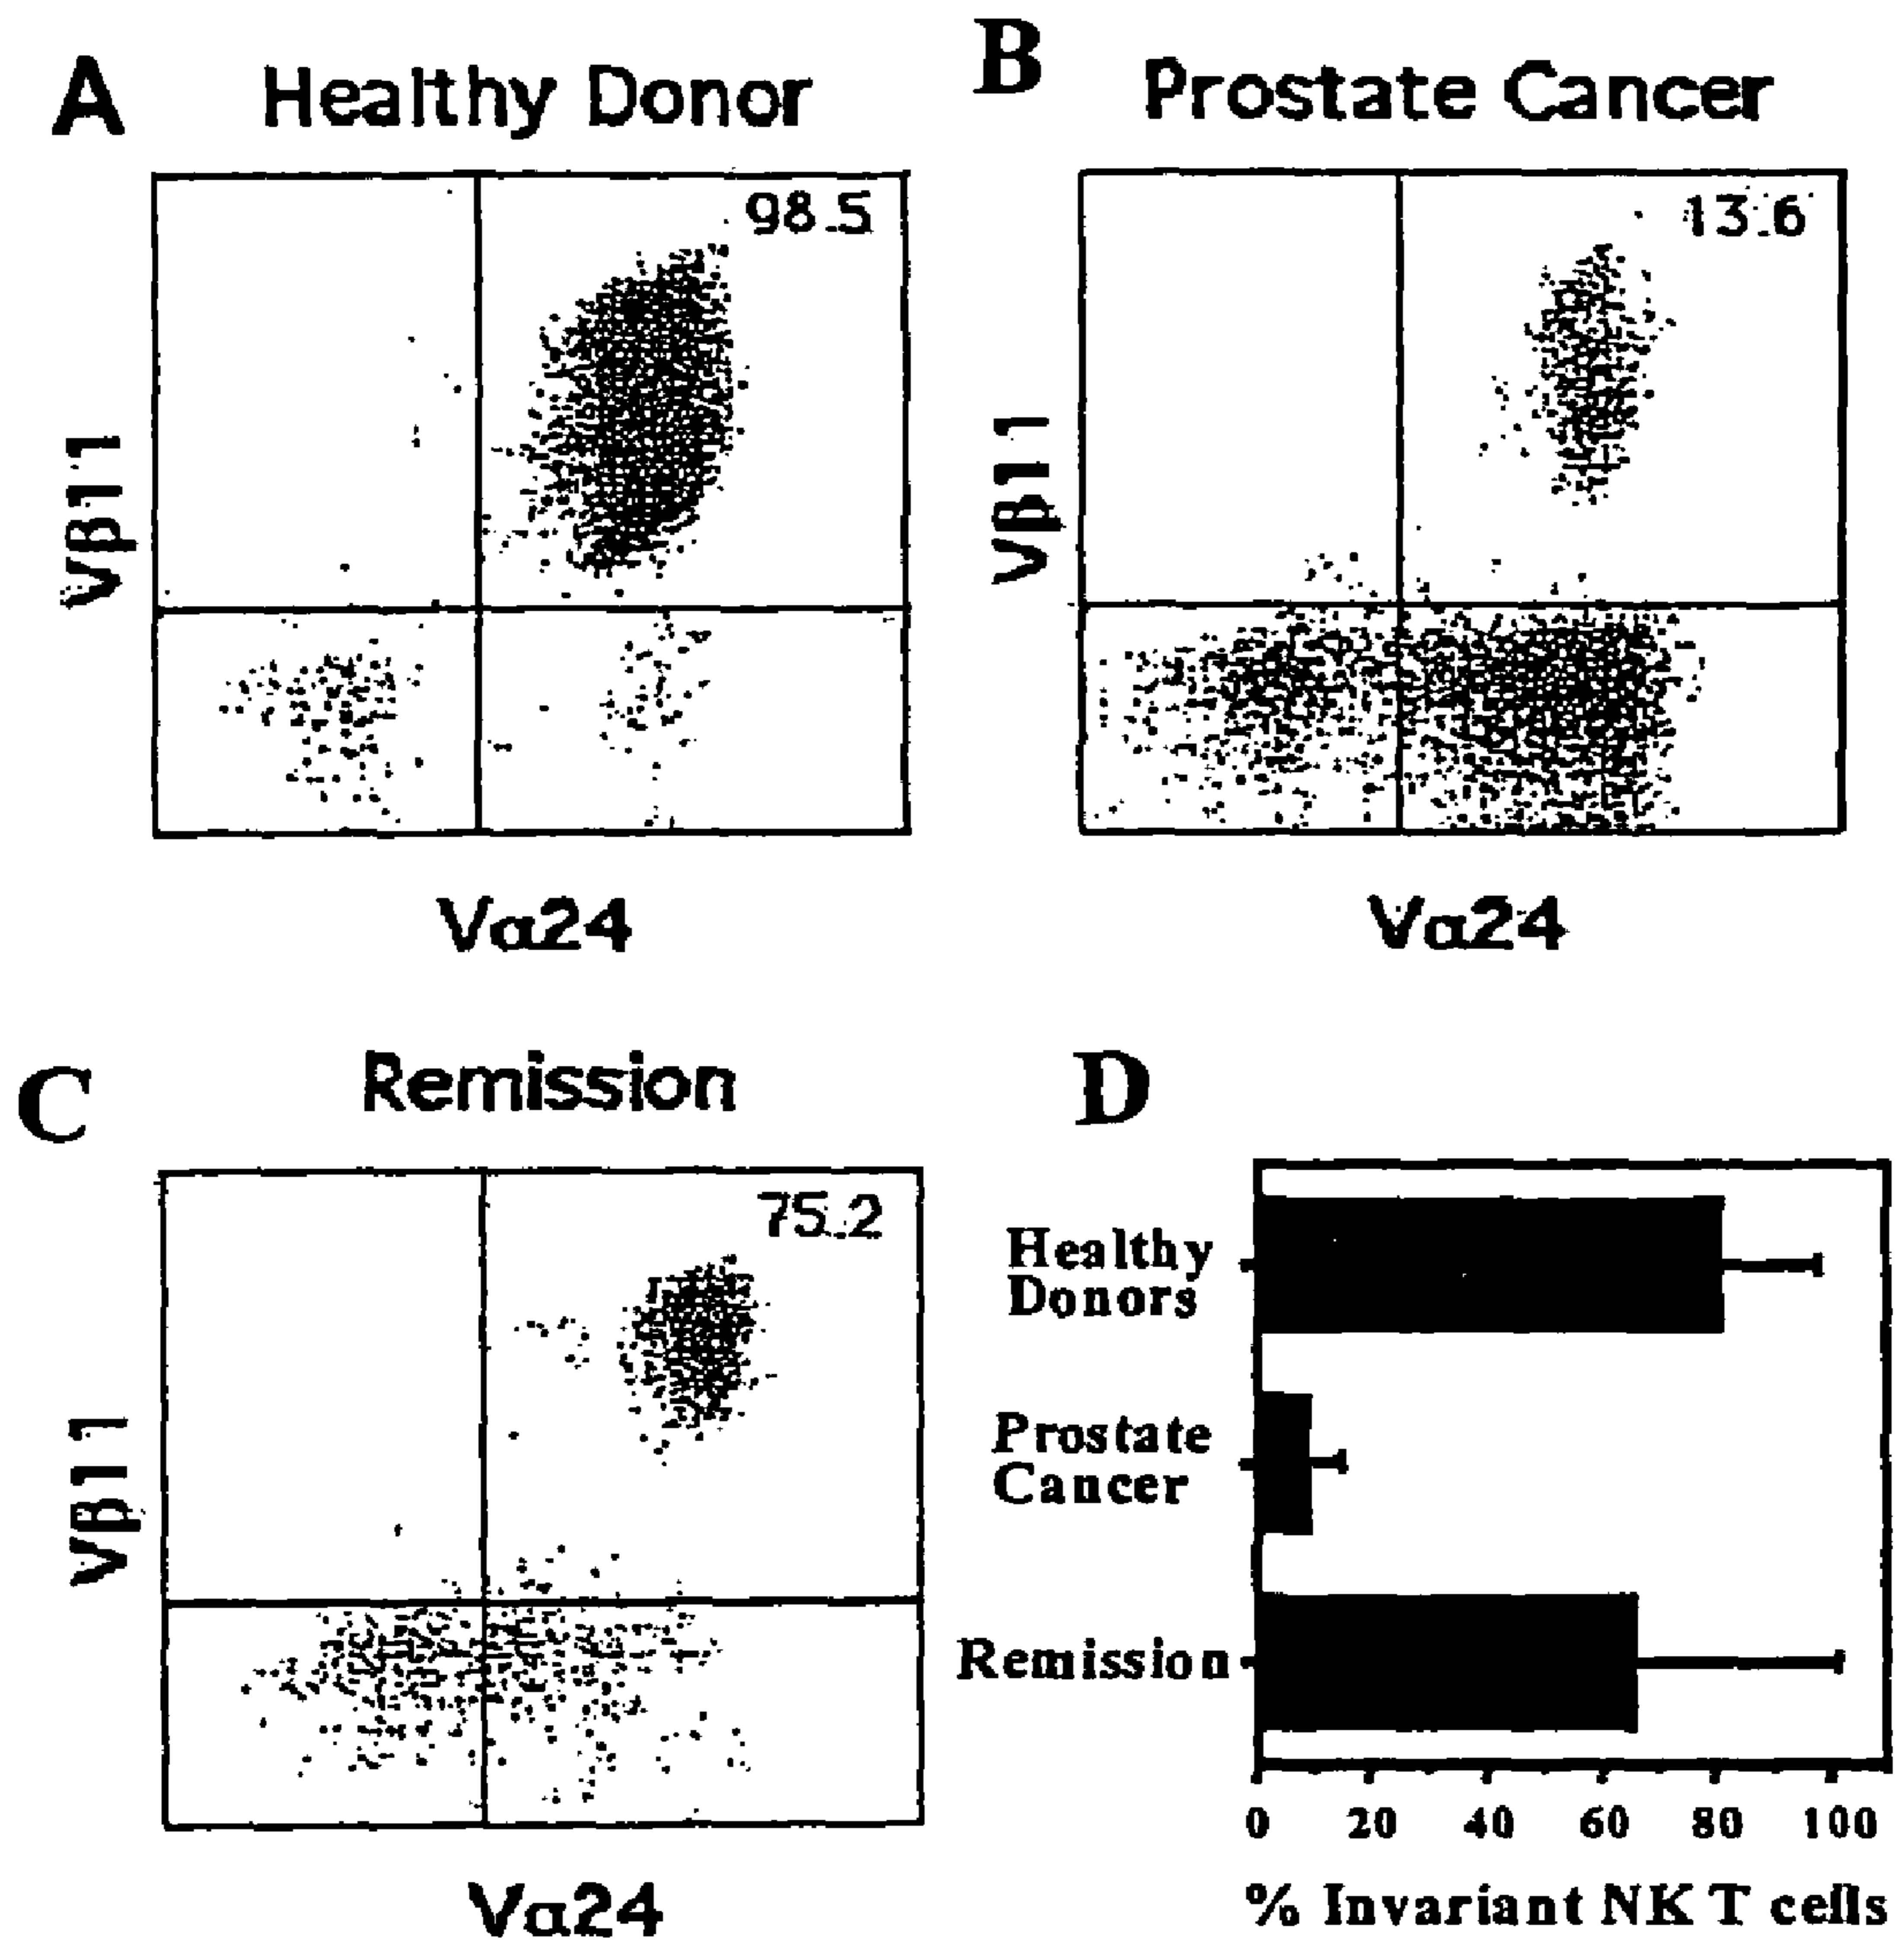 A Healthy Donor
98.5
Vβ11
Vα24
B Prostate Cancer
13.6
Vβ11
Vα24
C Remission
75.2
Vβ11
Vα24
D
Healthy
Donors
Prostate
Cancer
Remission
0 20 40 60 80 100
% Invariant NK T cells